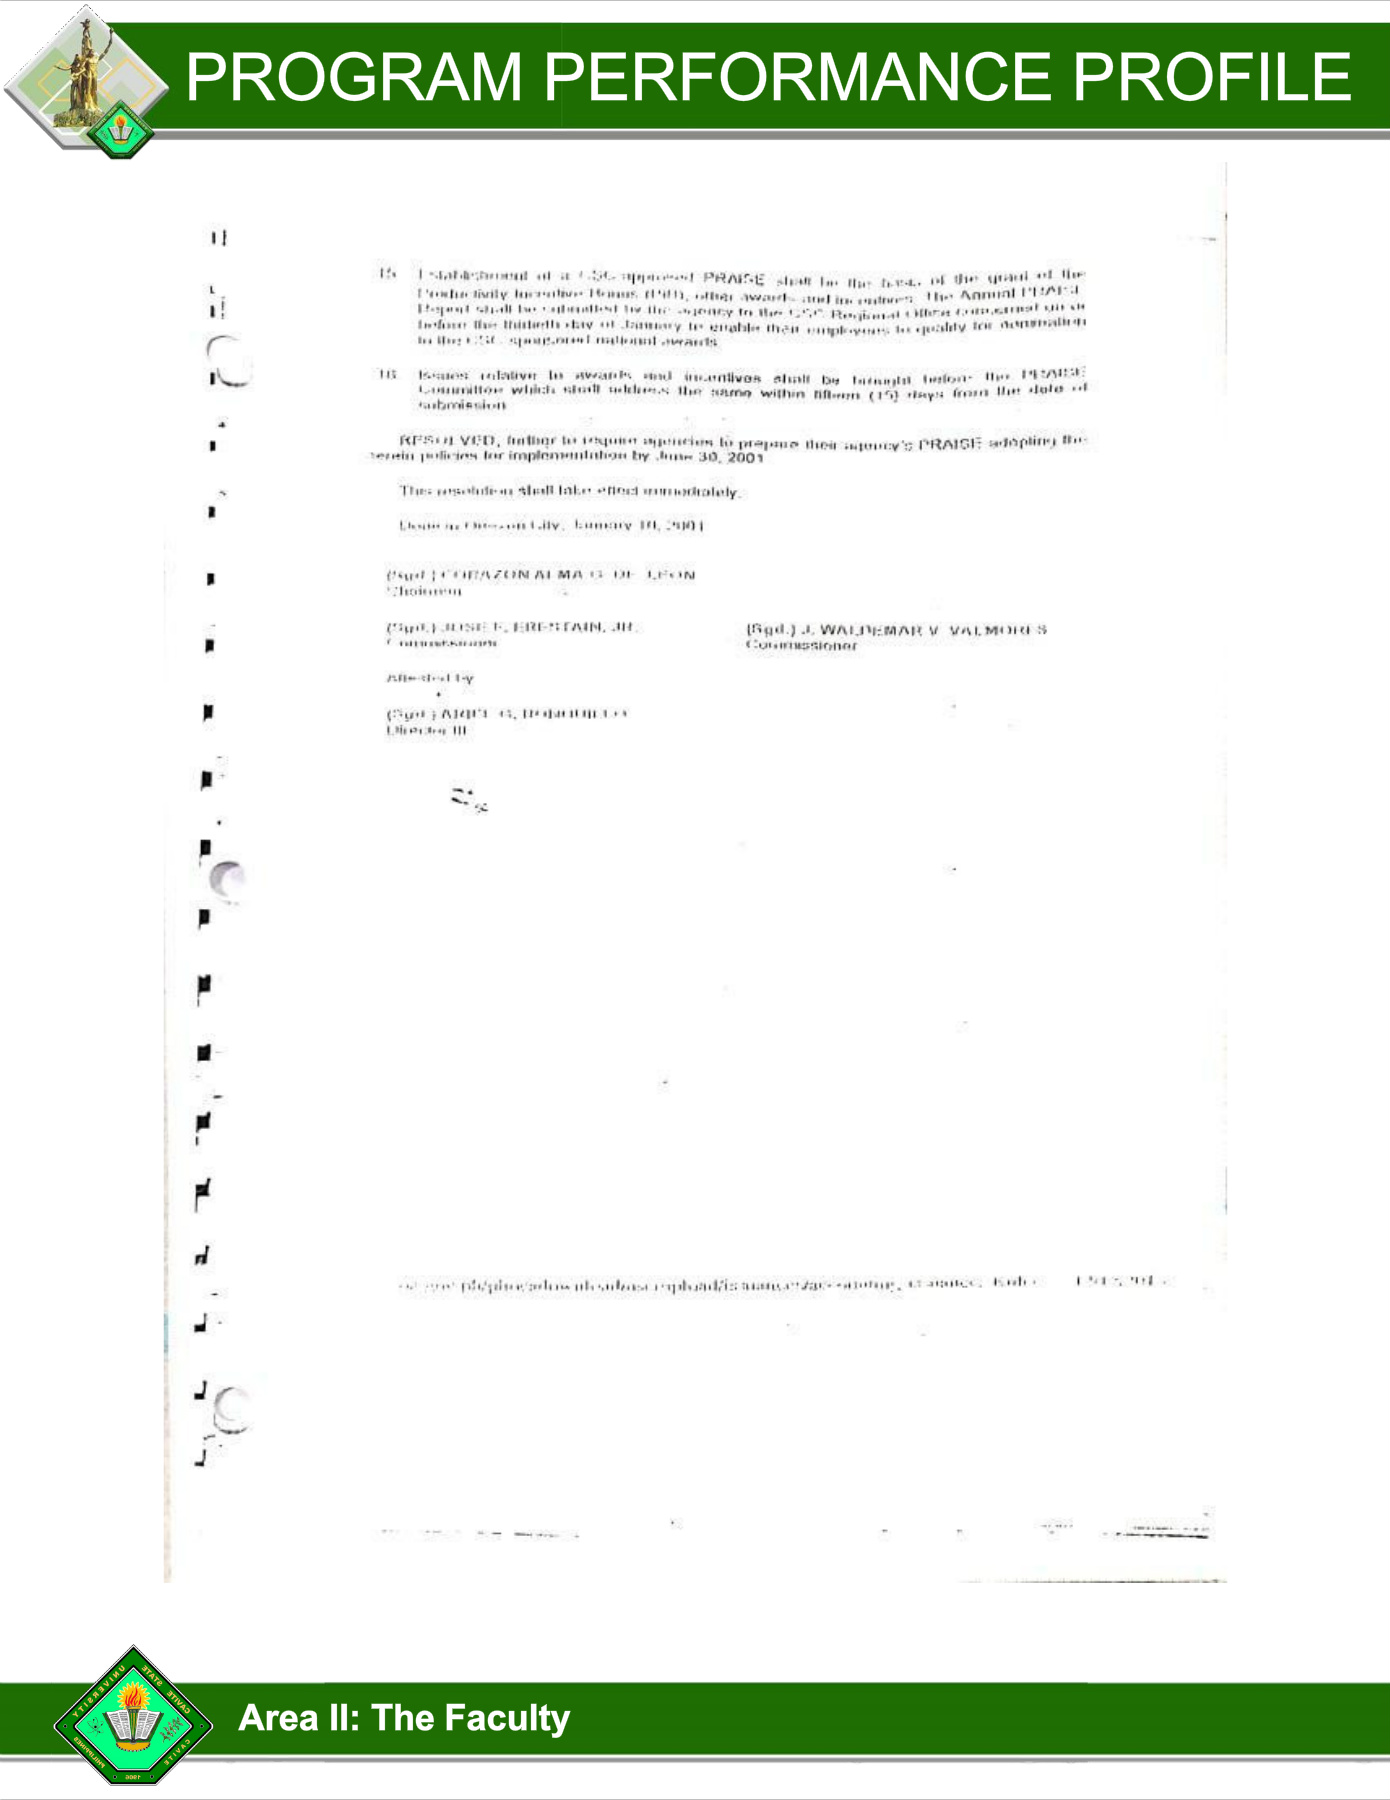 PROGRAM PERFORMANCE PROFILE
15. Establishment of a CSC-approved PRAISE shall be the basis of the grant of the
Productivity Incentive Bonus (PIB), other awards and incentives. The Annual PRAISE
Report shall be submitted by the agency to the CSC Regional Office concerned on or
before the thirtieth day of January to enable their employees to qualify for nomination
to the CSC-sponsored national awards
16. Issues relative to awards and incentives shall be brought before the PRAISE
Committee which shall address the same within fifteen (15) days from the date of
submission
RESOLVED, further to require agencies to prepare their agency's PRAISE adopting the
herein policies for implementation by June 30, 2001
This resolution shall take effect immediately.
Done in Quezon City, January 10, 2001
(Sgd.) CORAZON ALMA G. DE LEON
Chairman
(Sgd.) JOSE F. ERESTAIN, JR.
Commissioner
(Sgd.) J. WALDEMAR V. VALMORES
Commissioner
Attested by
(Sgd.) ARIEL G. RONQUILLO
Director III
CAVITE STATE UNIVERSITY
CAVITE
PHILIPPINES
1906
Area II: The Faculty